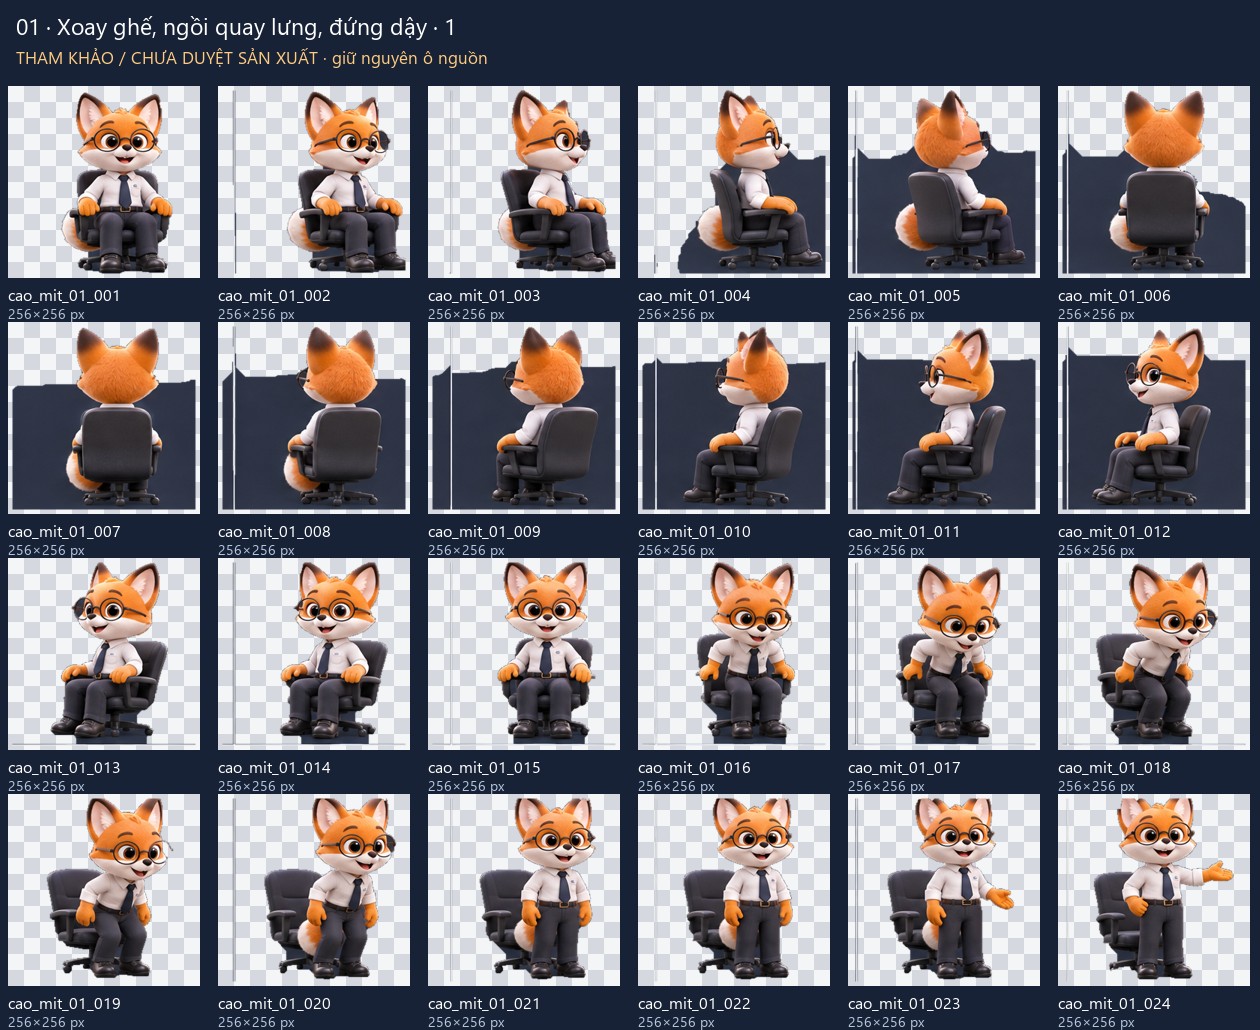 01 · Xoay ghế, ngồi quay lưng, đứng dậy · 1
THAM KHẢO / CHƯA DUYỆT SẢN XUẤT · giữ nguyên ô nguồn
cao_mit_01_001 cao_mit_01_002 cao_mit_01_003 cao_mit_01_004 cao_mit_01_005 cao_mit_01_006
256×256 px 256×256 px 256×256 px 256×256 px 256×256 px 256×256 px
cao_mit_01_007 cao_mit_01_008 cao_mit_01_009 cao_mit_01_010 cao_mit_01_011 cao_mit_01_012
256×256 px 256×256 px 256×256 px 256×256 px 256×256 px 256×256 px
cao_mit_01_013 cao_mit_01_014 cao_mit_01_015 cao_mit_01_016 cao_mit_01_017 cao_mit_01_018
256×256 px 256×256 px 256×256 px 256×256 px 256×256 px 256×256 px
cao_mit_01_019 cao_mit_01_020 cao_mit_01_021 cao_mit_01_022 cao_mit_01_023 cao_mit_01_024
256×256 px 256×256 px 256×256 px 256×256 px 256×256 px 256×256 px